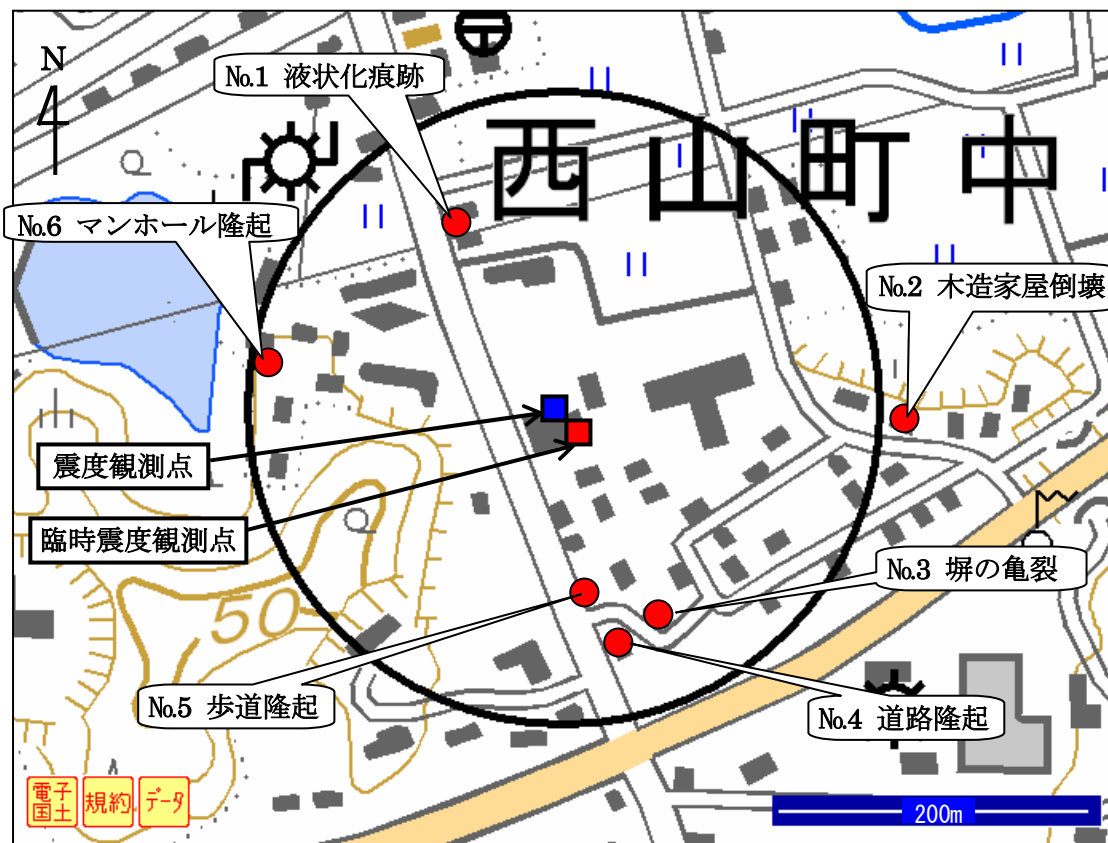 N
No.1 液状化痕跡
西山町中
No.6 マンホール隆起
No.2 木造家屋倒壊
震度観測点
臨時震度観測点
50
No.3 塀の亀裂
No.5 歩道隆起
No.4 道路隆起
電子
国土
規約
データ
200m